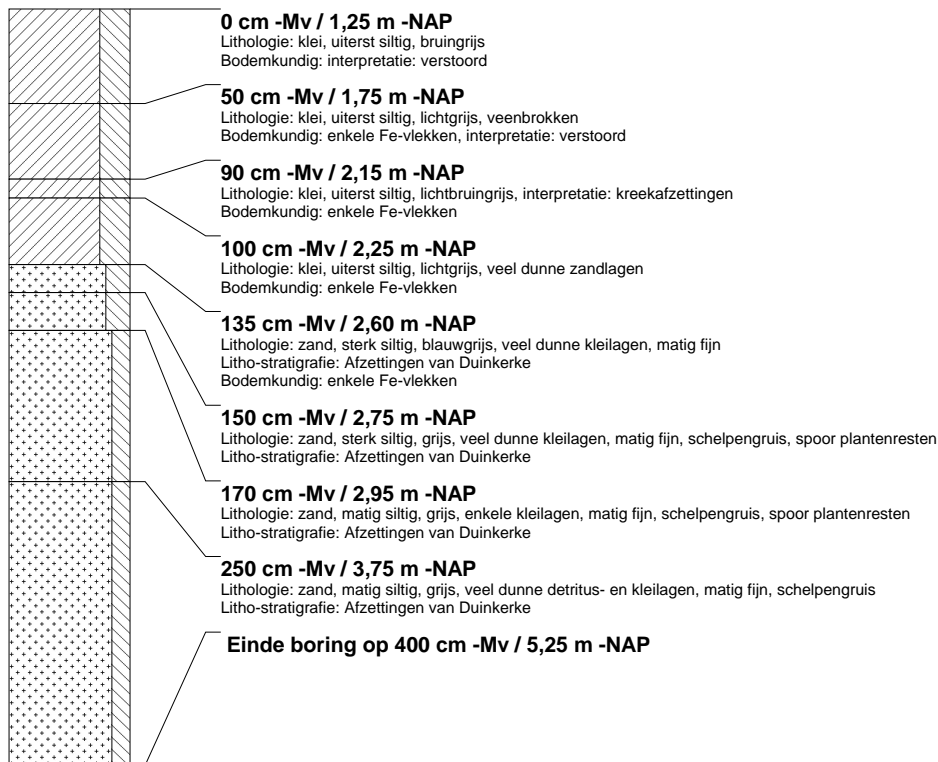 0 cm -Mv / 1,25 m -NAP
Lithologie: klei, uiterst siltig, bruingrijs
Bodemkundig: interpretatie: verstoord
50 cm -Mv / 1,75 m -NAP
Lithologie: klei, uiterst siltig, lichtgrijs, veenbrokken
Bodemkundig: enkele Fe-vlekken, interpretatie: verstoord
90 cm -Mv / 2,15 m -NAP
Lithologie: klei, uiterst siltig, lichtbruingrijs, interpretatie: kreekafzettingen
Bodemkundig: enkele Fe-vlekken
100 cm -Mv / 2,25 m -NAP
Lithologie: klei, uiterst siltig, lichtgrijs, veel dunne zandlagen
Bodemkundig: enkele Fe-vlekken
135 cm -Mv / 2,60 m -NAP
Lithologie: zand, sterk siltig, blauwgrijs, veel dunne kleilagen, matig fijn
Litho-stratigrafie: Afzettingen van Duinkerke
Bodemkundig: enkele Fe-vlekken
150 cm -Mv / 2,75 m -NAP
Lithologie: zand, sterk siltig, grijs, veel dunne kleilagen, matig fijn, schelpengruis, spoor plantenresten
Litho-stratigrafie: Afzettingen van Duinkerke
170 cm -Mv / 2,95 m -NAP
Lithologie: zand, matig siltig, grijs, enkele kleilagen, matig fijn, schelpengruis, spoor plantenresten
Litho-stratigrafie: Afzettingen van Duinkerke
250 cm -Mv / 3,75 m -NAP
Lithologie: zand, matig siltig, grijs, veel dunne detritus- en kleilagen, matig fijn, schelpengruis
Litho-stratigrafie: Afzettingen van Duinkerke
Einde boring op 400 cm -Mv / 5,25 m -NAP